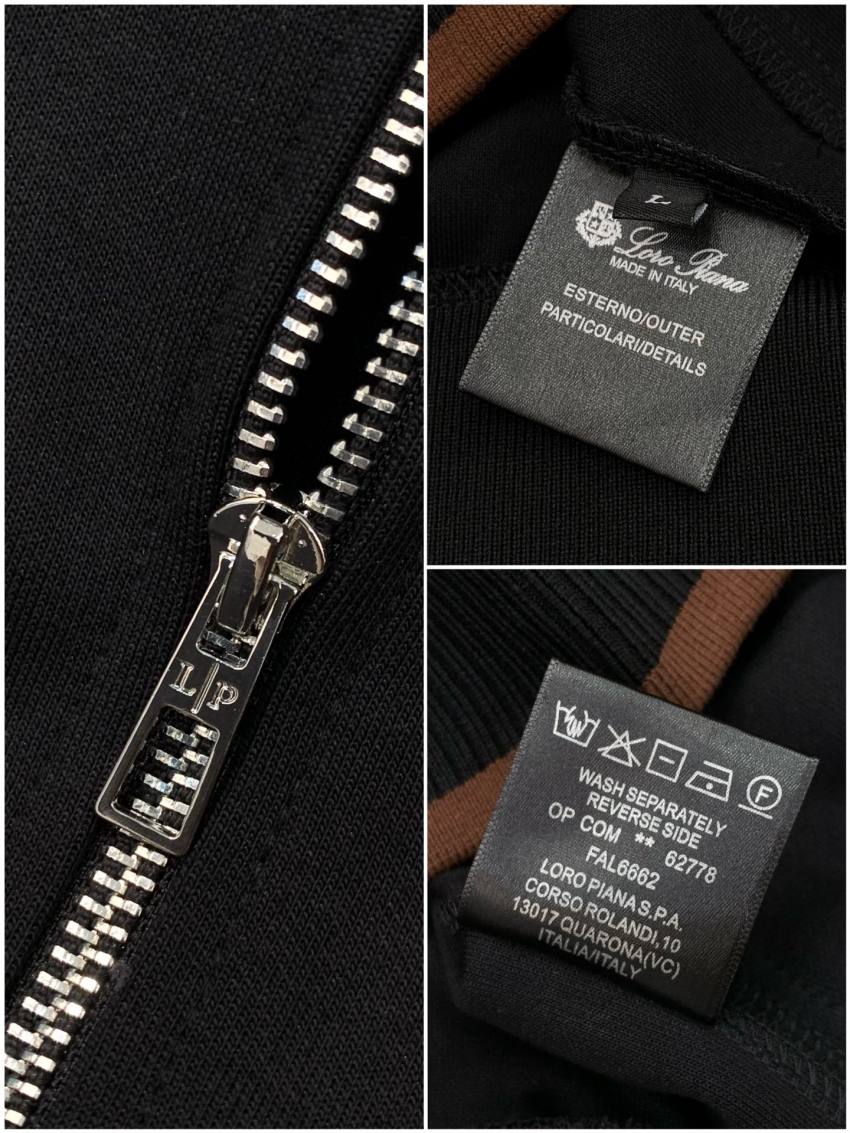 L|P
L
Loro Piana
MADE IN ITALY
ESTERNO/OUTER
PARTICOLARI/DETAILS
F
WASH SEPARATELY
REVERSE SIDE
OP COM ** 62778
FAL6662
LORO PIANA S.P.A.
CORSO ROLANDI,10
13017 QUARONA(VC)
ITALIA/ITALY